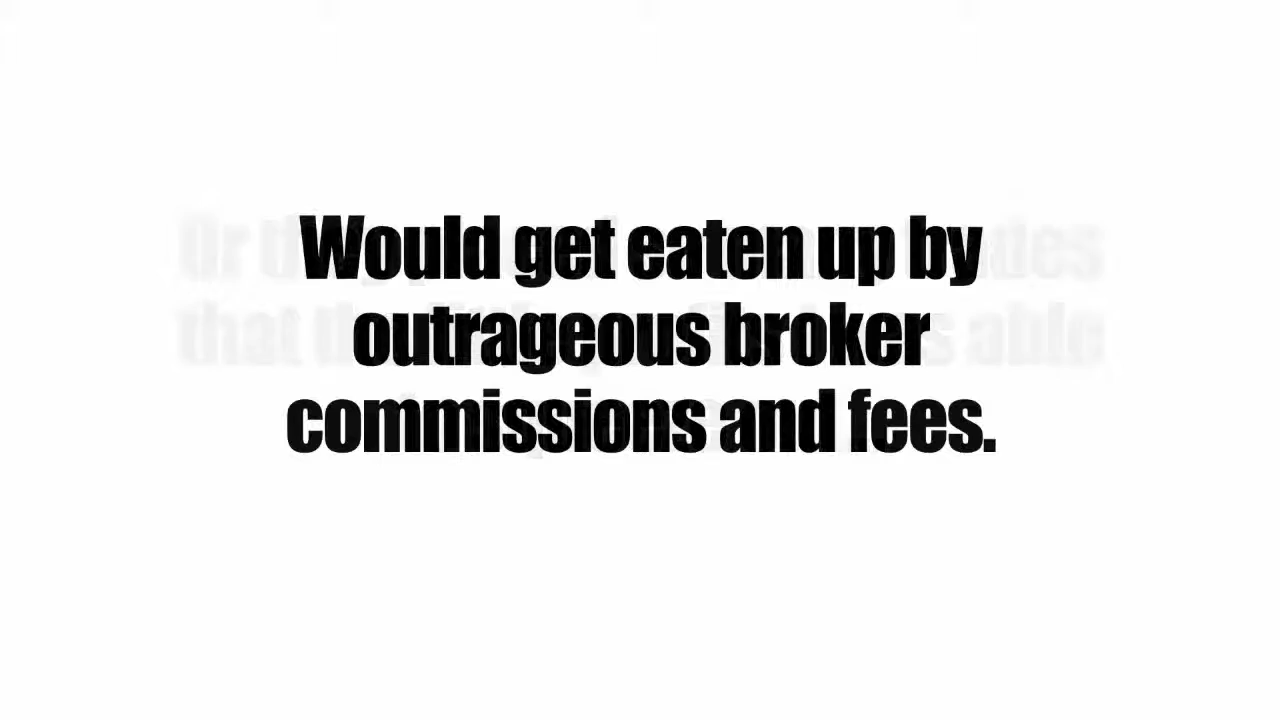 Would get eaten up by
outrageous broker
commissions and fees.